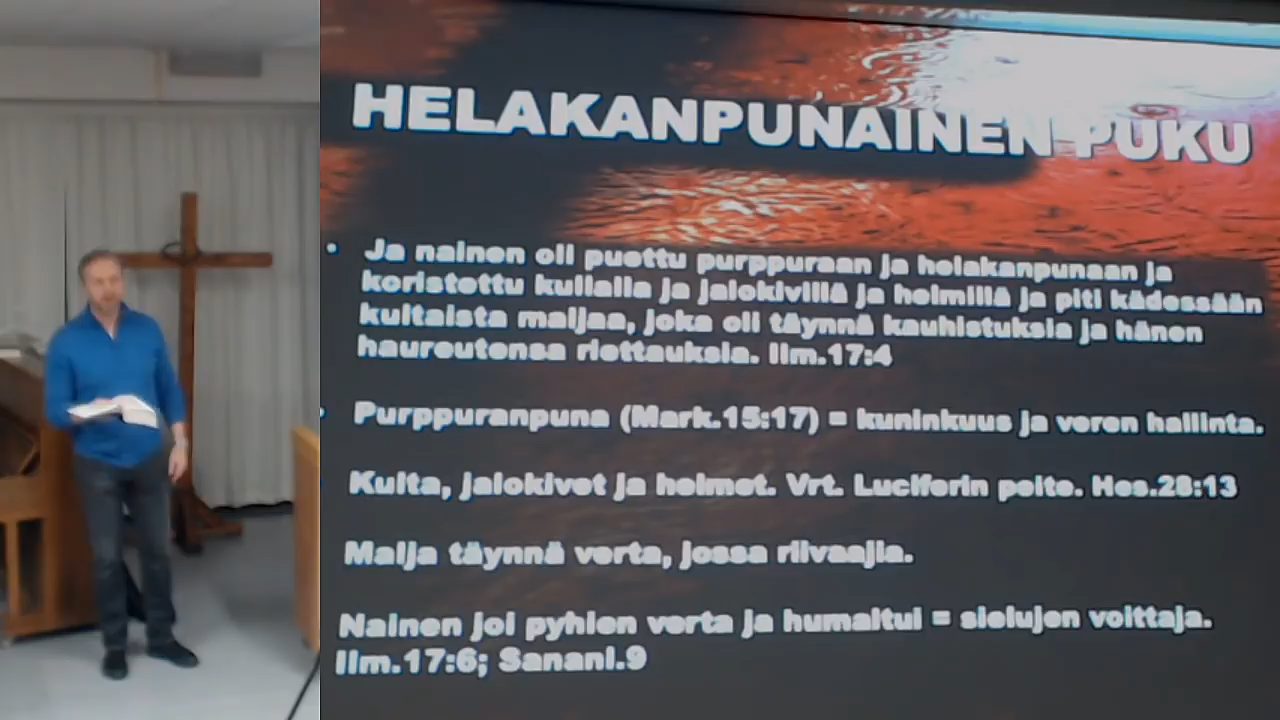 HELAKANPUNAINEN PUKU
• Ja nainen oli puettu purppuraan ja helakanpunaan ja
koristettu kullalla ja jalokivillä ja helmillä ja piti kädessään
kultaista maljaa, joka oli täynnä kauhistuksia ja hänen
haureutensa riettauksia. Ilm.17:4
• Purppuranpuna (Mark.15:17) = kuninkuus ja veren hallinta.
Kulta, jalokivet ja helmet. Vrt. Luciferin peite. Hes.28:13
Malja täynnä verta, jossa riivaajia.
Nainen joi pyhien verta ja humaltui = sielujen voittaja.
Ilm.17:6; Sananl.9